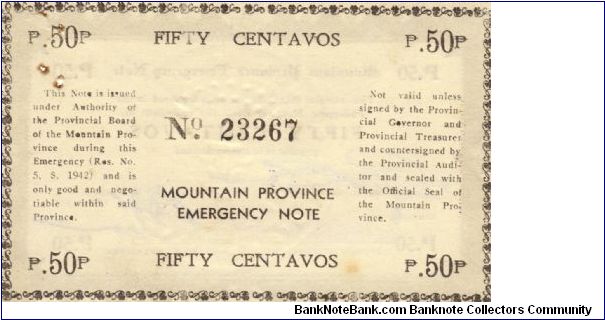 ₱.50₱ FIFTY CENTAVOS ₱.50₱
This Note is issued
under Authority of
the Provincial Board
of the Mountain Pro-
vince during this
Emergency (Res. No.
5, S. 1942) and is
only good and nego-
tiable within said
Province.
Nº 23267
MOUNTAIN PROVINCE
EMERGENCY NOTE
Not valid unless
signed by the Provin-
cial Governor and
Provincial Treasurer
and countersigned by
the Provincial Audi-
tor and sealed with
the Official Seal of
the Mountain Pro-
vince.
₱.50₱ FIFTY CENTAVOS ₱.50₱
BankNoteBank.com Banknote Collectors Community